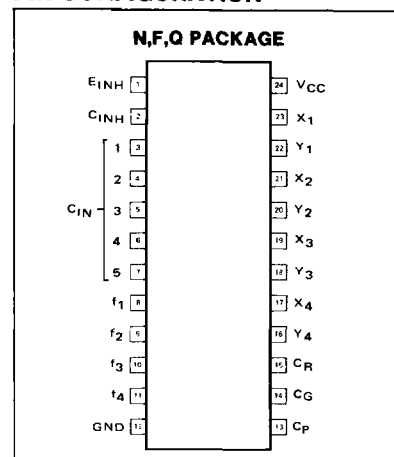 N,F,Q PACKAGE
EINH 1 24 VCC
CINH 2 23 X1
1 3 22 Y1
2 4 21 X2
CIN 3 5 20 Y2
4 6 19 X3
5 7 18 Y3
f1 8 17 X4
f2 9 16 Y4
f3 10 15 CR
f4 11 14 CG
GND 12 13 CP